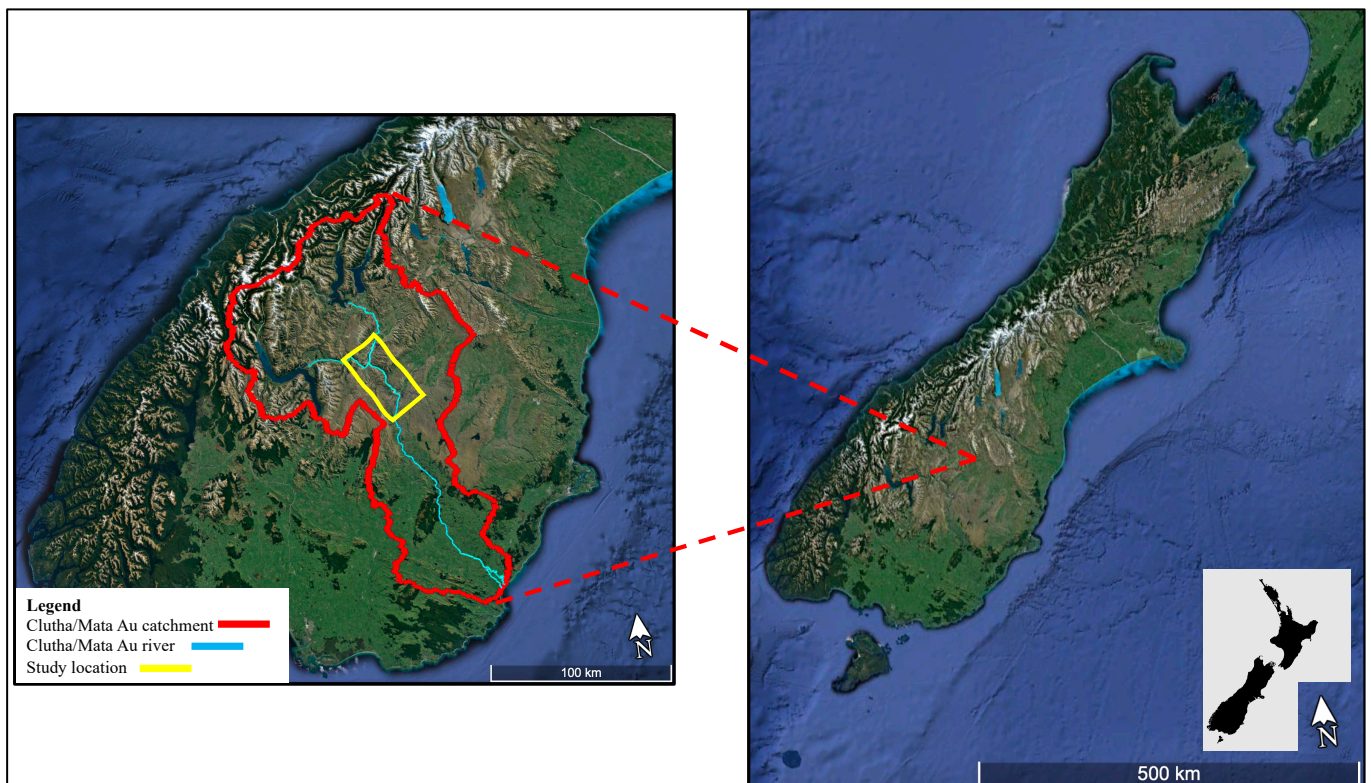 Legend
Clutha/Mata Au catchment
Clutha/Mata Au river
Study location
N
100 km
N
500 km